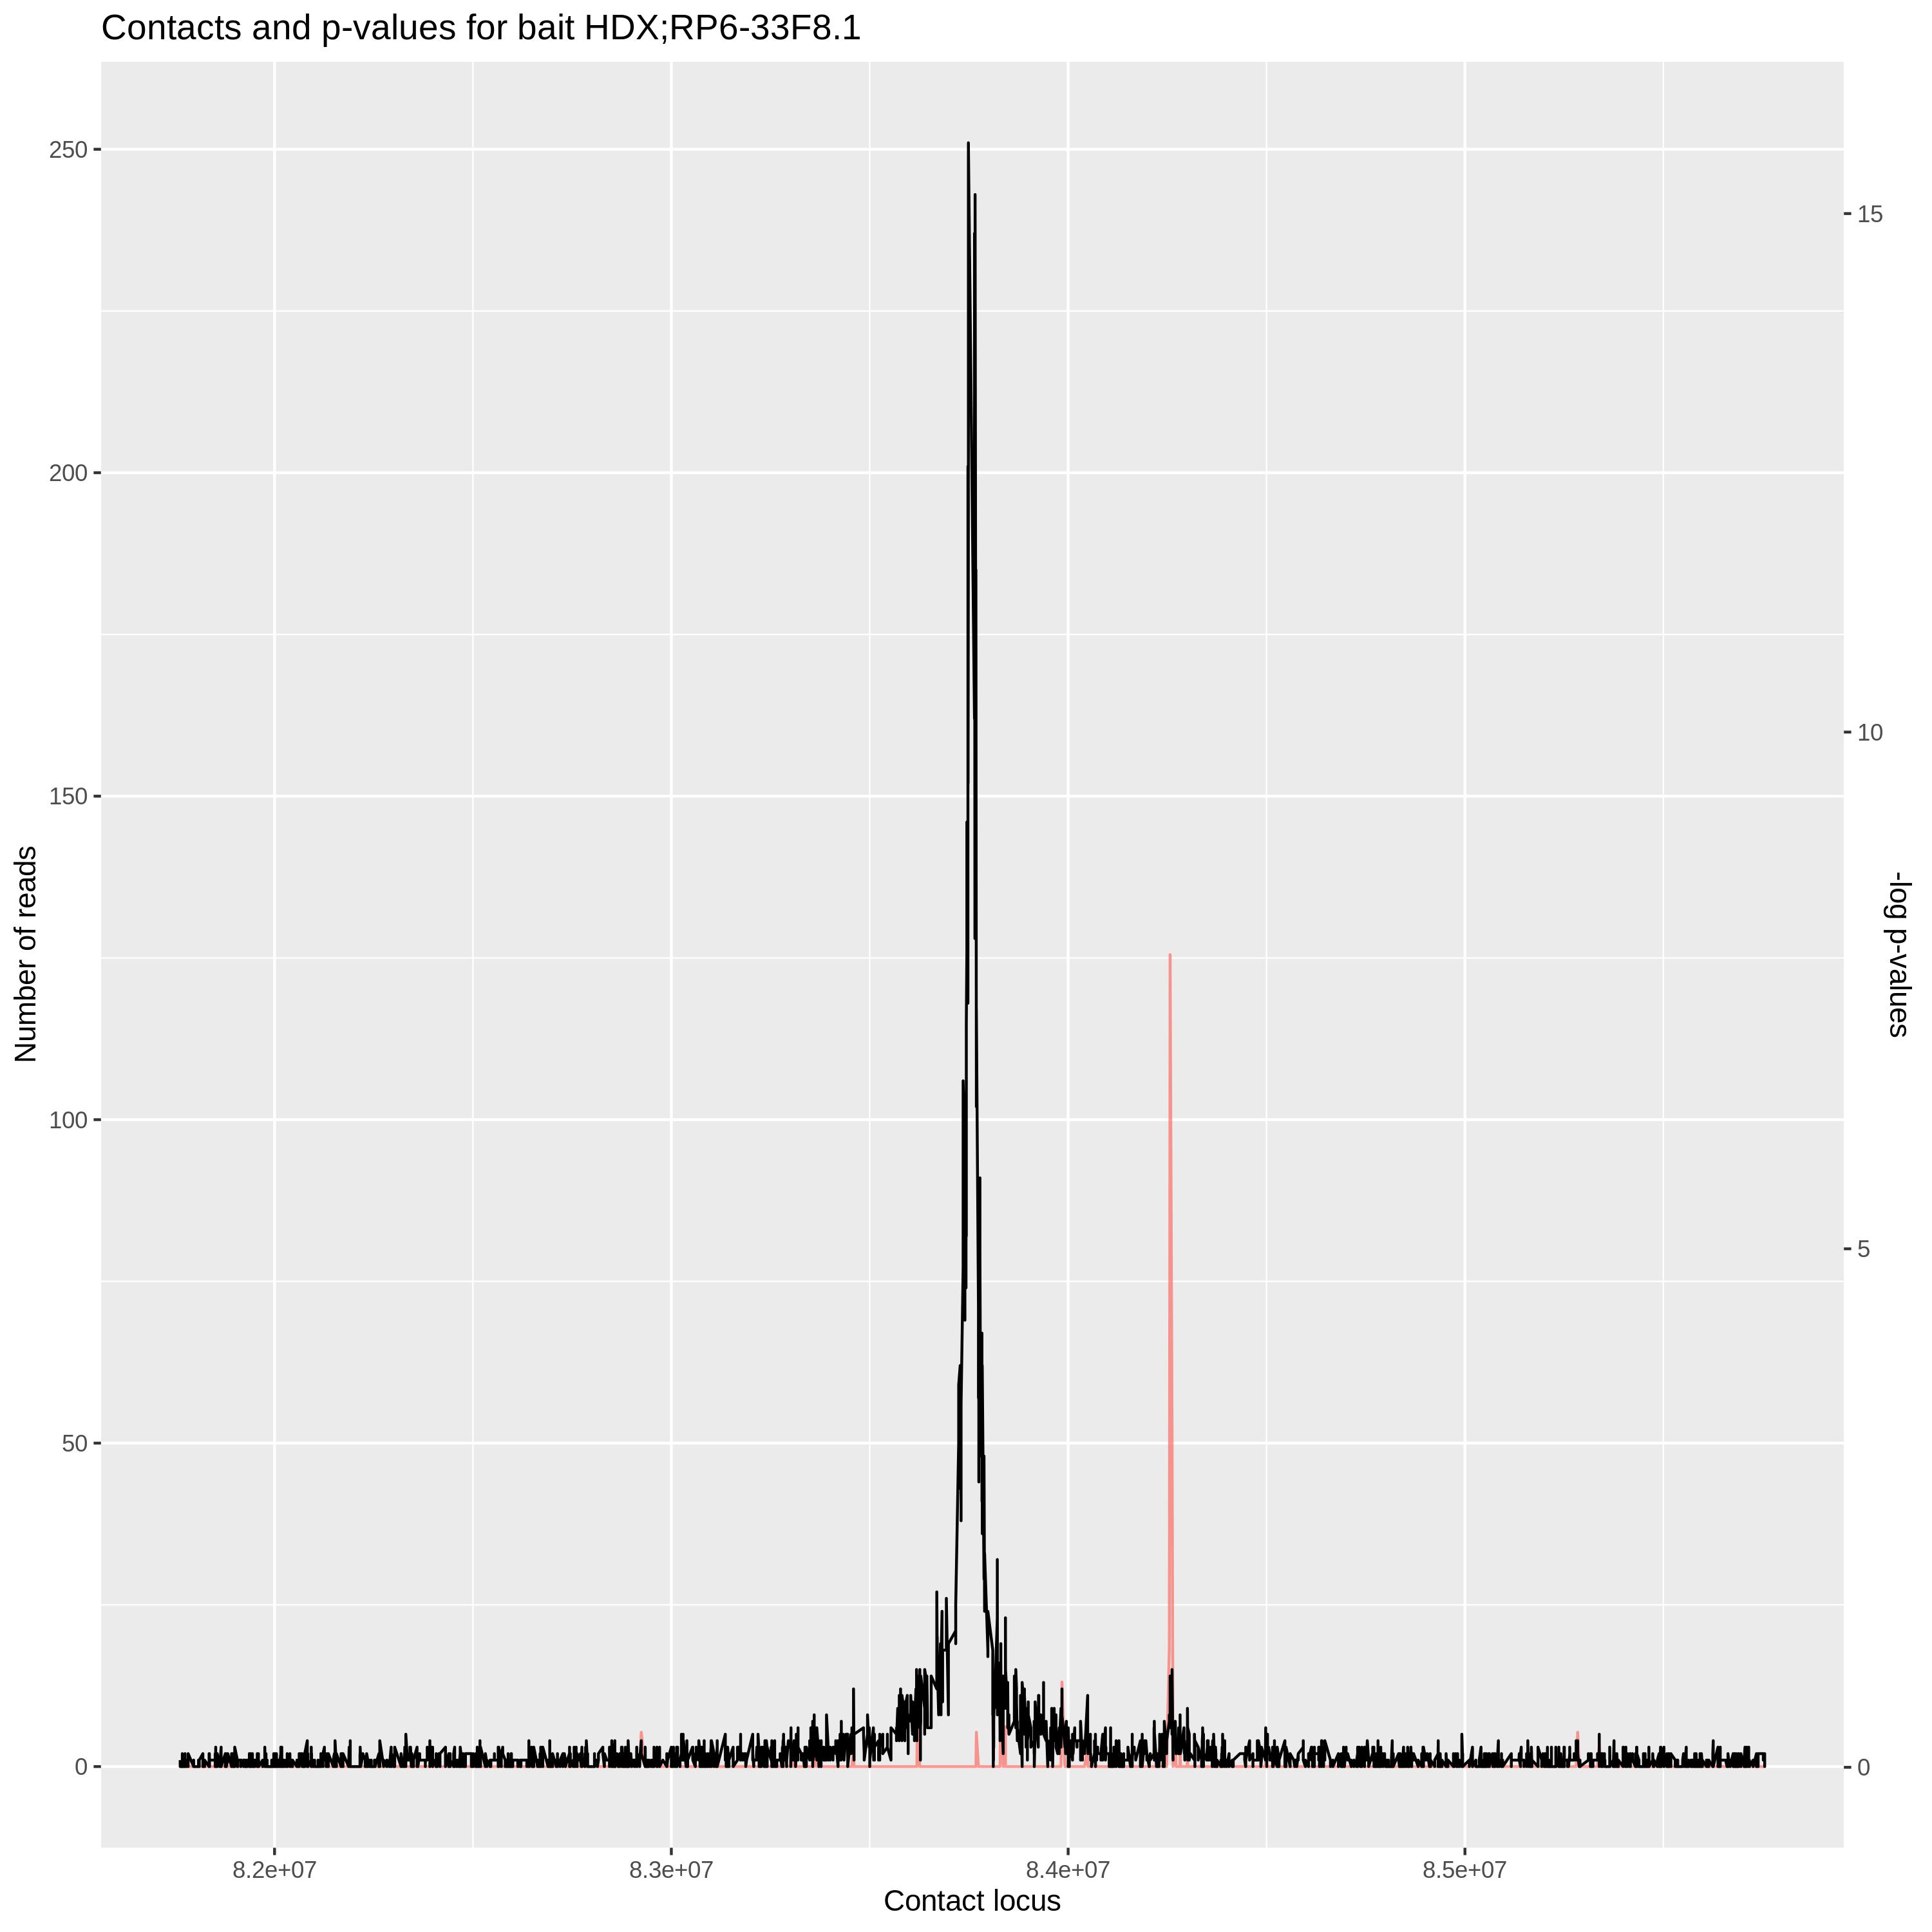 Contacts and p-values for bait HDX;RP6-33F8.1
250
200
150
100
50
0
15
10
5
0
Number of reads
-log p-values
8.2e+07
8.3e+07
8.4e+07
8.5e+07
Contact locus